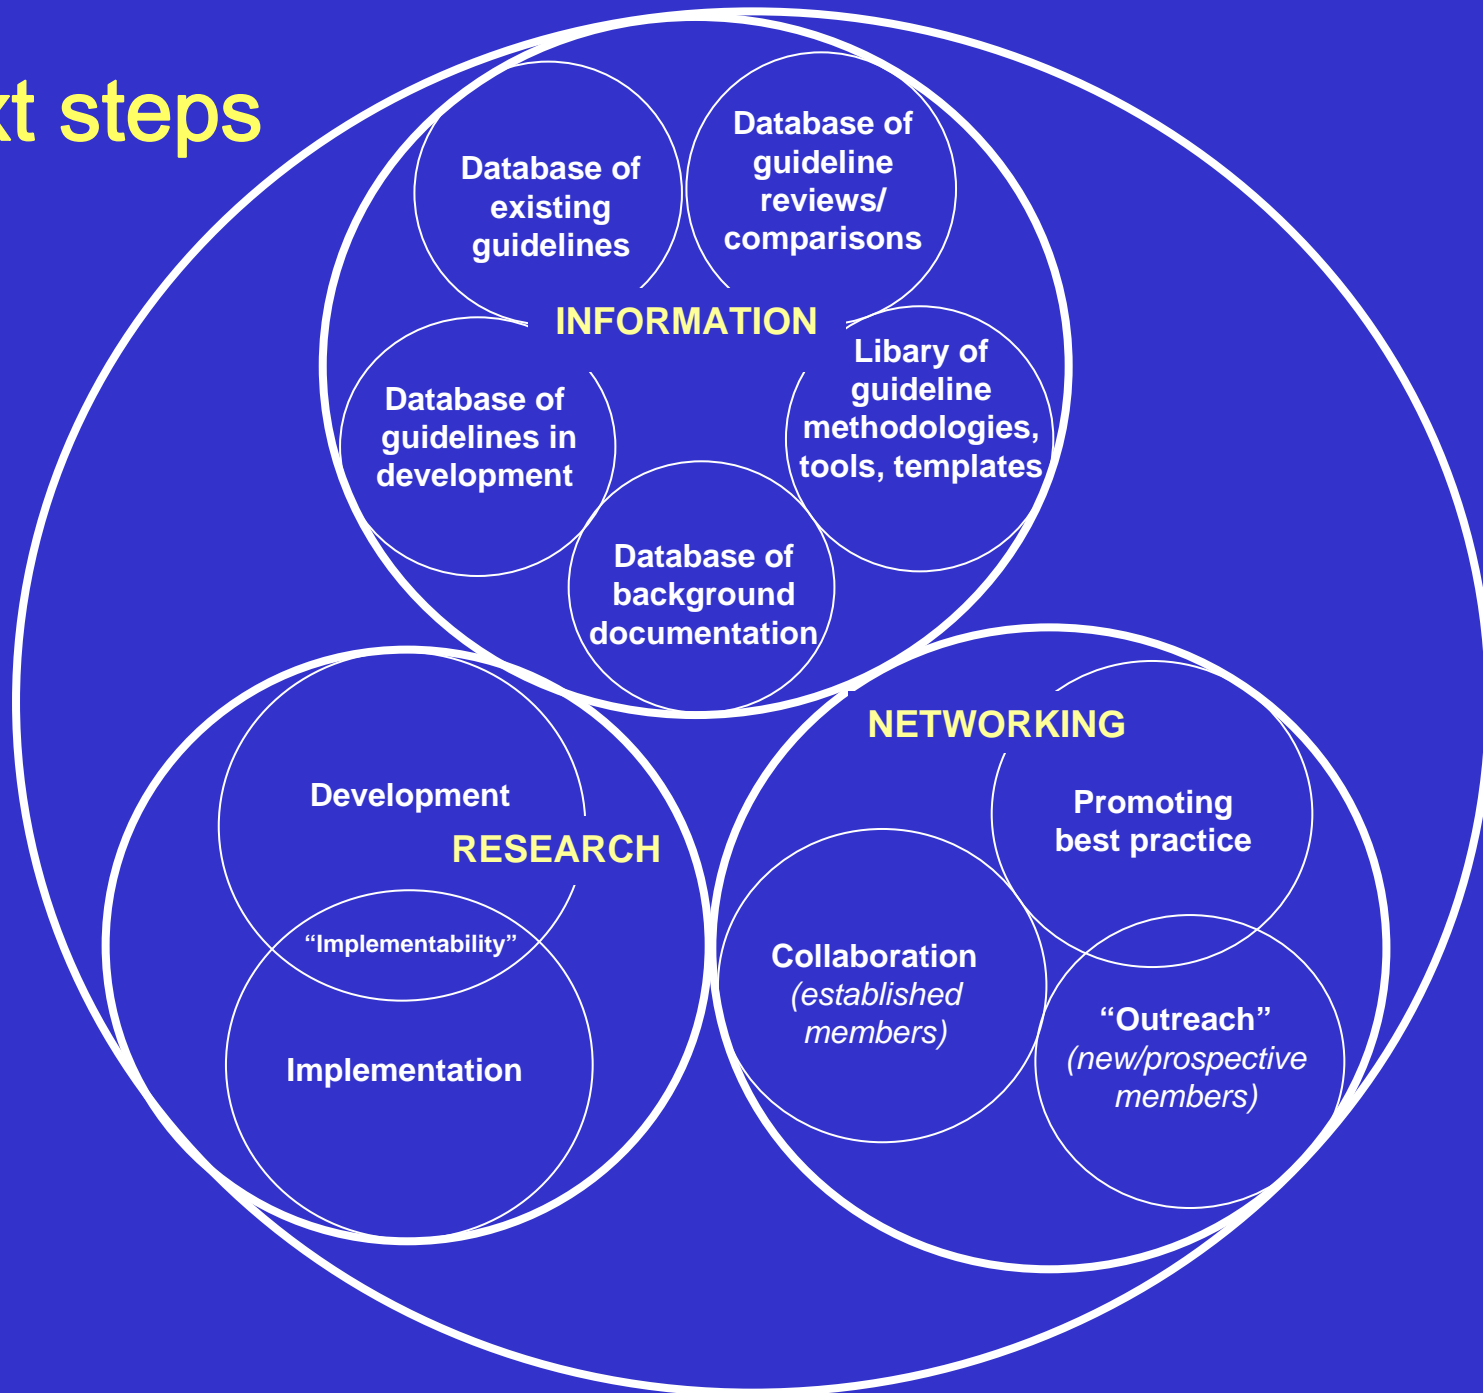 xt steps
Database of
existing
guidelines
Database of
guideline
reviews/
comparisons
INFORMATION
Database of
guidelines in
development
Libary of
guideline
methodologies,
tools, templates
Database of
background
documentation
Development
RESEARCH
“Implementability”
Implementation
NETWORKING
Promoting
best practice
Collaboration
(established
members)
“Outreach”
(new/prospective
members)